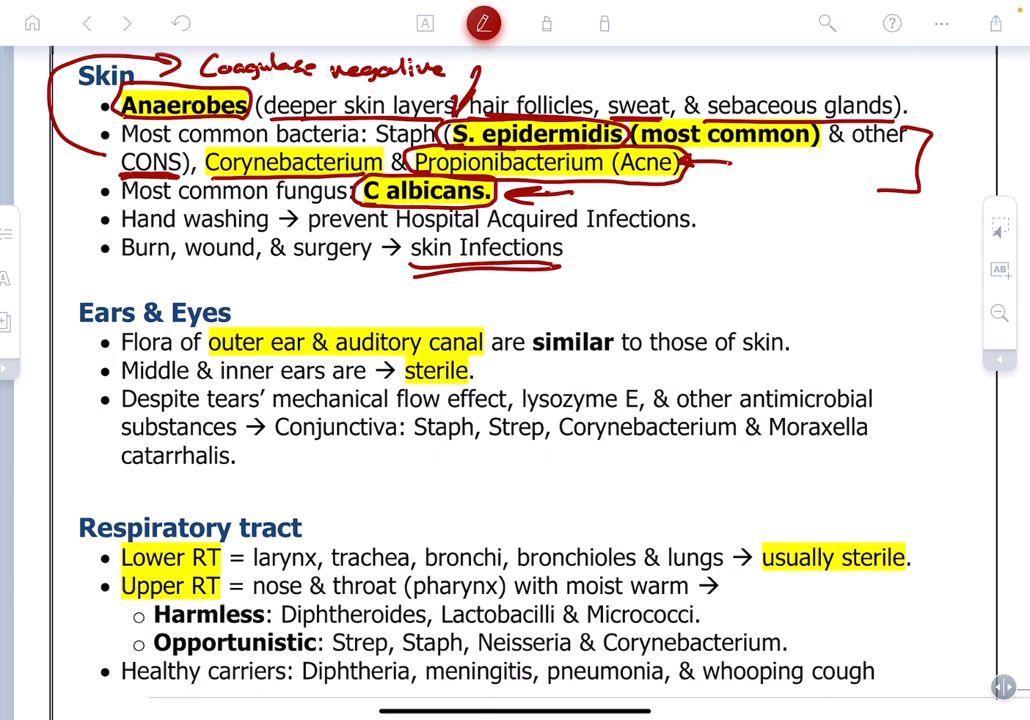 Skin
Coagulase negative
• Anaerobes (deeper skin layers, hair follicles, sweat, & sebaceous glands).
• Most common bacteria: Staph (S. epidermidis (most common) & other
CONS), Corynebacterium & Propionibacterium (Acne)
• Most common fungus: C albicans.
• Hand washing → prevent Hospital Acquired Infections.
• Burn, wound, & surgery → skin Infections
Ears & Eyes
• Flora of outer ear & auditory canal are similar to those of skin.
• Middle & inner ears are → sterile.
• Despite tears’ mechanical flow effect, lysozyme E, & other antimicrobial
substances → Conjunctiva: Staph, Strep, Corynebacterium & Moraxella
catarrhalis.
Respiratory tract
• Lower RT = larynx, trachea, bronchi, bronchioles & lungs → usually sterile.
• Upper RT = nose & throat (pharynx) with moist warm →
○ Harmless: Diphtheroides, Lactobacilli & Micrococci.
○ Opportunistic: Strep, Staph, Neisseria & Corynebacterium.
• Healthy carriers: Diphtheria, meningitis, pneumonia, & whooping cough